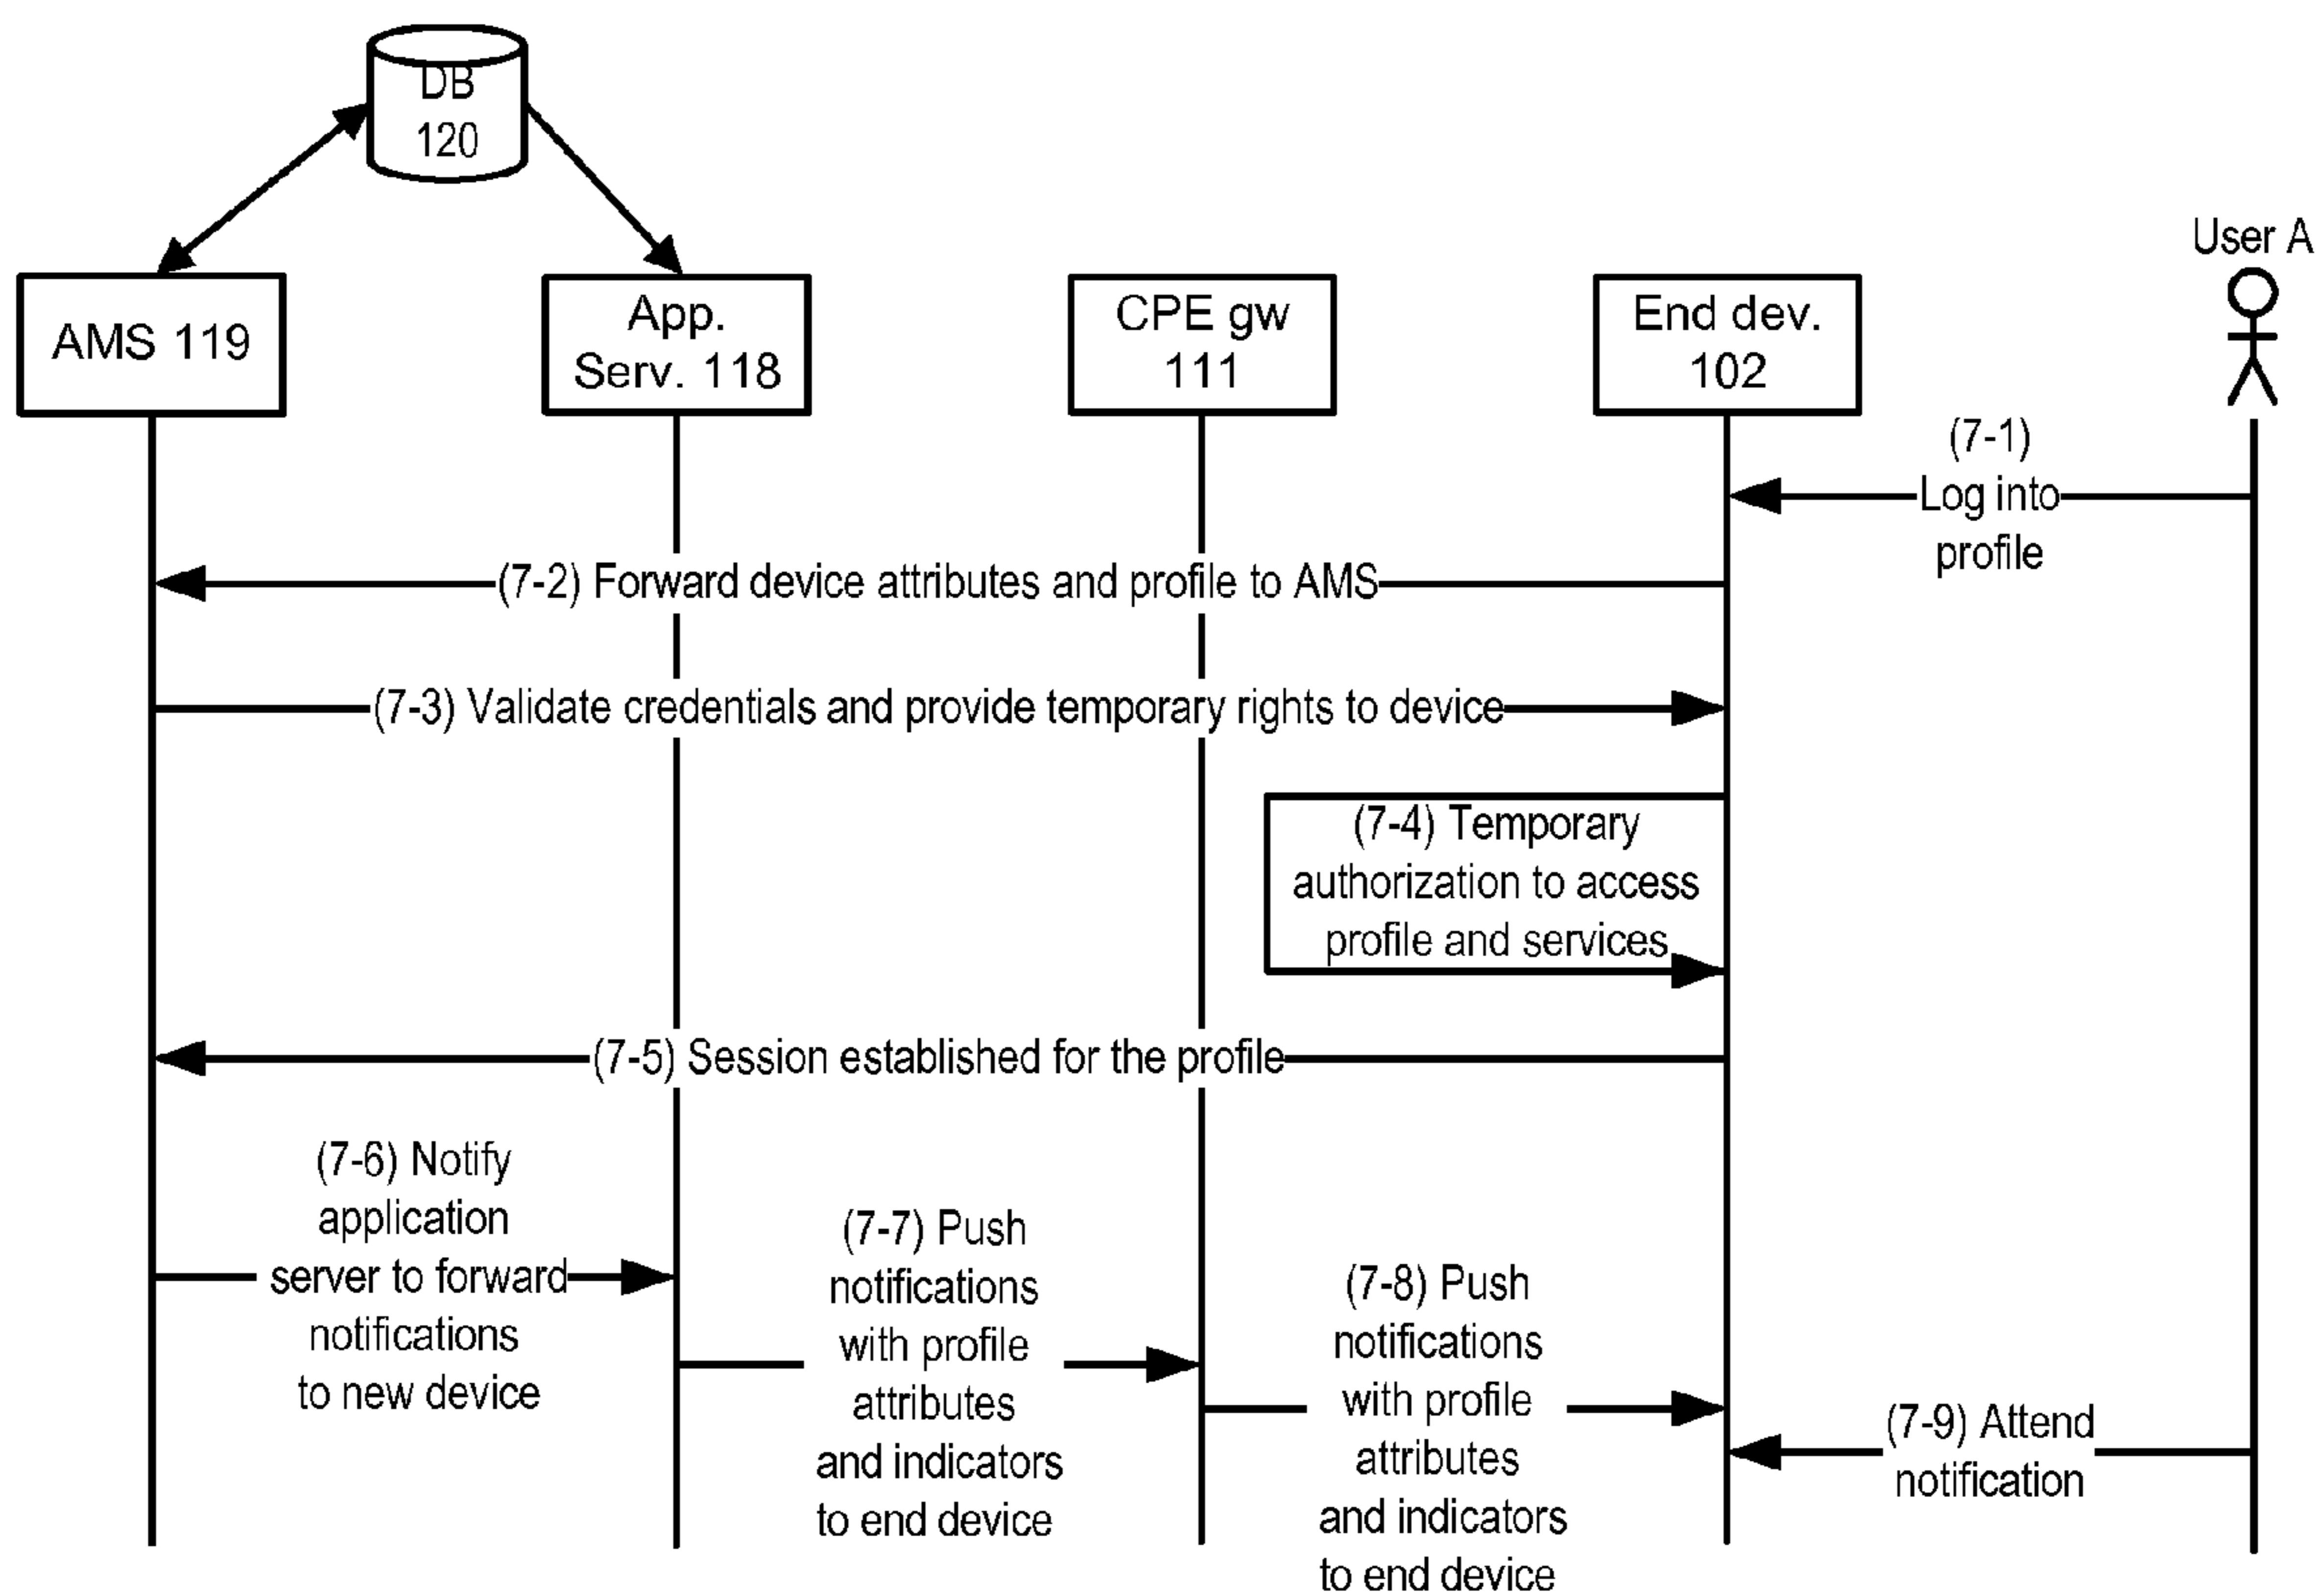 DB
120
User A
AMS 119
App.
Serv. 118
CPE gw
111
End dev.
102
(7-1)
Log into
profile
(7-2) Forward device attributes and profile to AMS
(7-3) Validate credentials and provide temporary rights to device
(7-4) Temporary
authorization to access
profile and services
(7-5) Session established for the profile
(7-6) Notify
application
server to forward
notifications
to new device
(7-7) Push
notifications
with profile
attributes
and indicators
to end device
(7-8) Push
notifications
with profile
attributes
and indicators
to end device
(7-9) Attend
notification